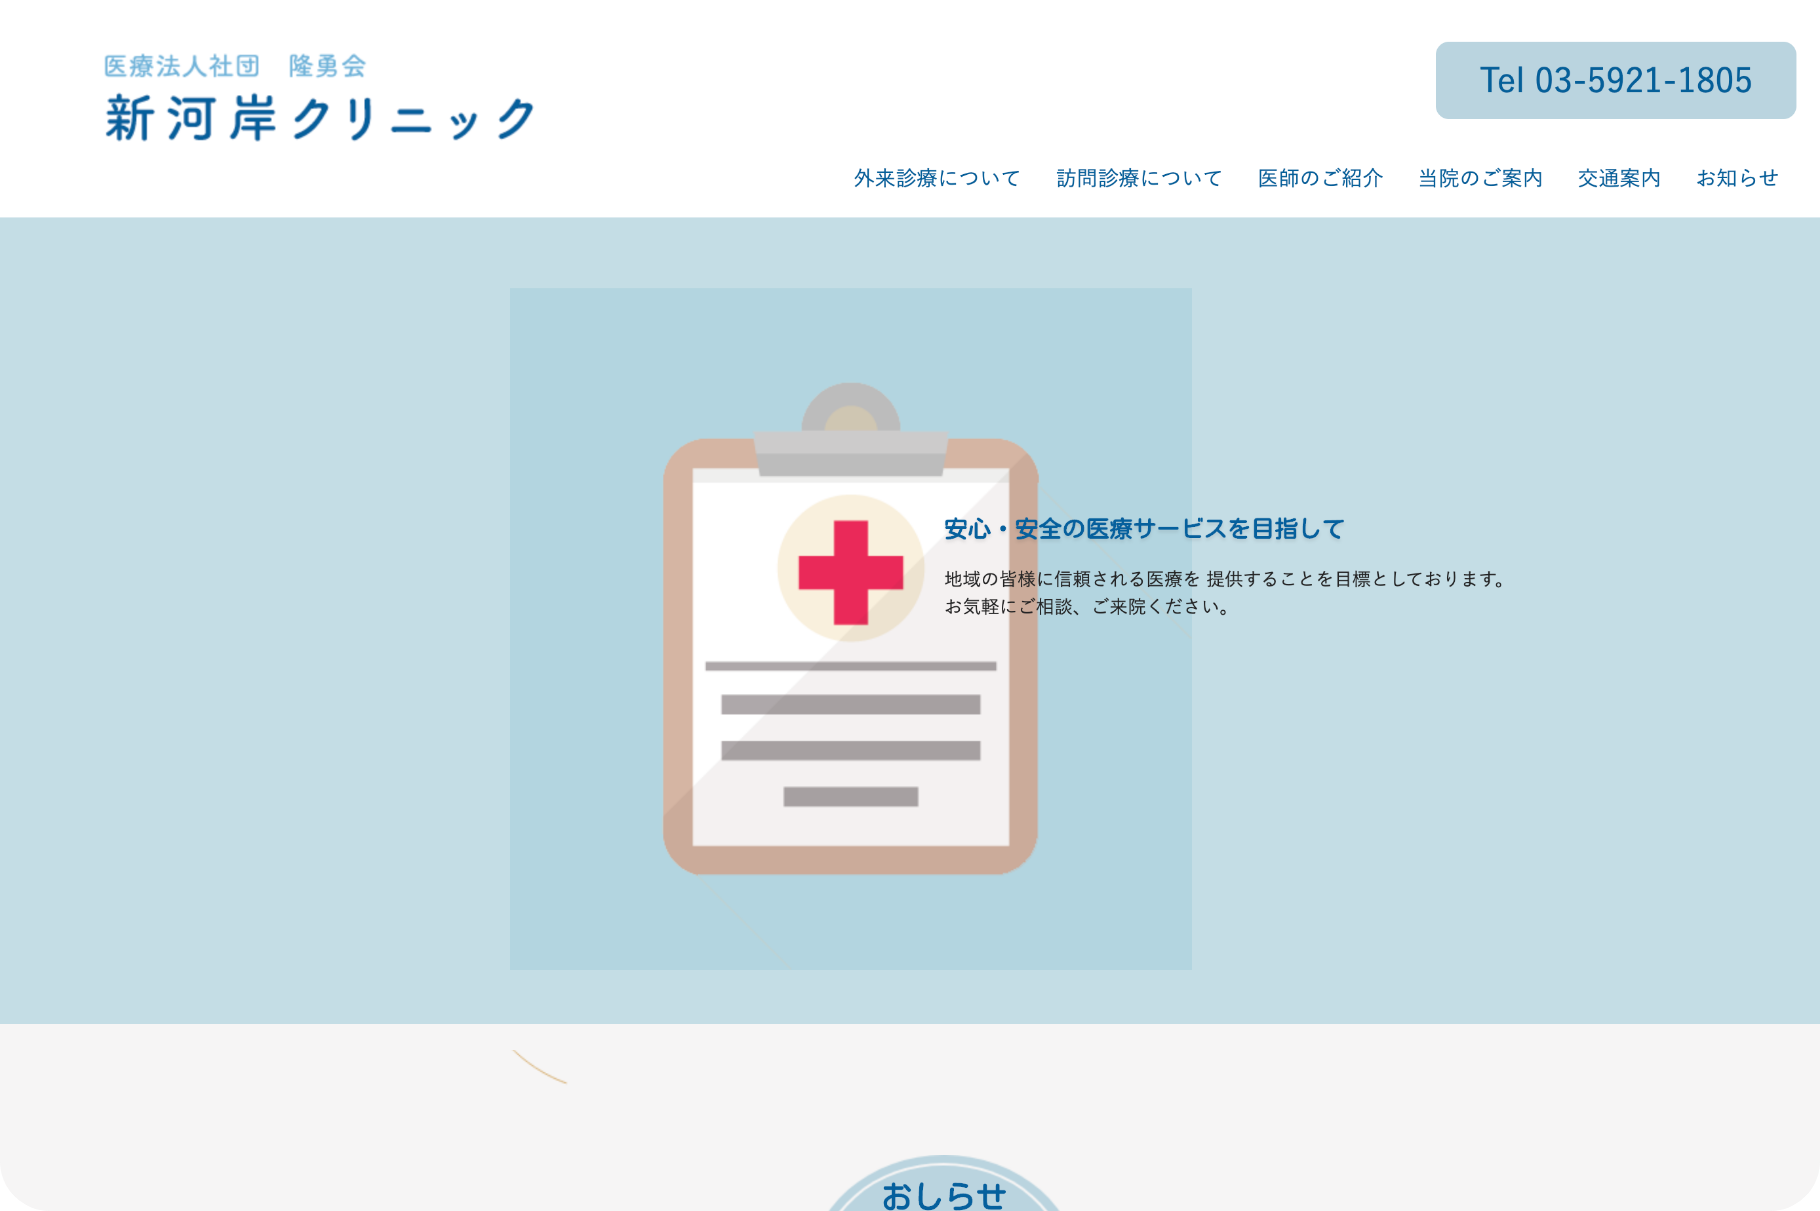 医療法人社団　隆勇会
新河岸クリニック
Tel 03-5921-1805
外来診療について 訪問診療について 医師のご紹介 当院のご案内 交通案内 お知らせ
安心・安全の医療サービスを目指して
地域の皆様に信頼される医療を 提供することを目標としております。
お気軽にご相談、ご来院ください。
おしらせ